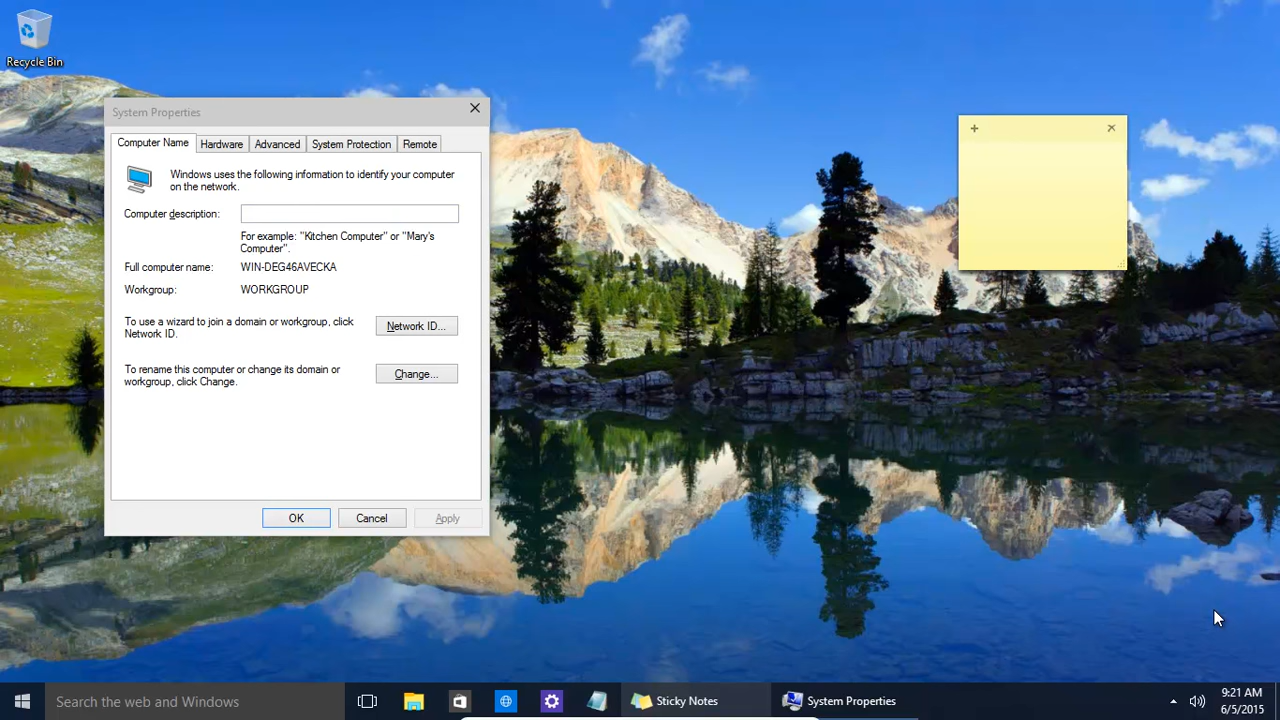 Recycle Bin
System Properties
Computer Name
Hardware
Advanced
System Protection
Remote
Windows uses the following information to identify your computer
on the network.
Computer description:
For example: "Kitchen Computer" or "Mary's
Computer".
Full computer name:
WIN-DEG46AVECKA
Workgroup:
WORKGROUP
To use a wizard to join a domain or workgroup, click
Network ID.
Network ID...
To rename this computer or change its domain or
workgroup, click Change.
Change...
OK
Cancel
Apply
Search the web and Windows
Sticky Notes
System Properties
9:21 AM
6/5/2015